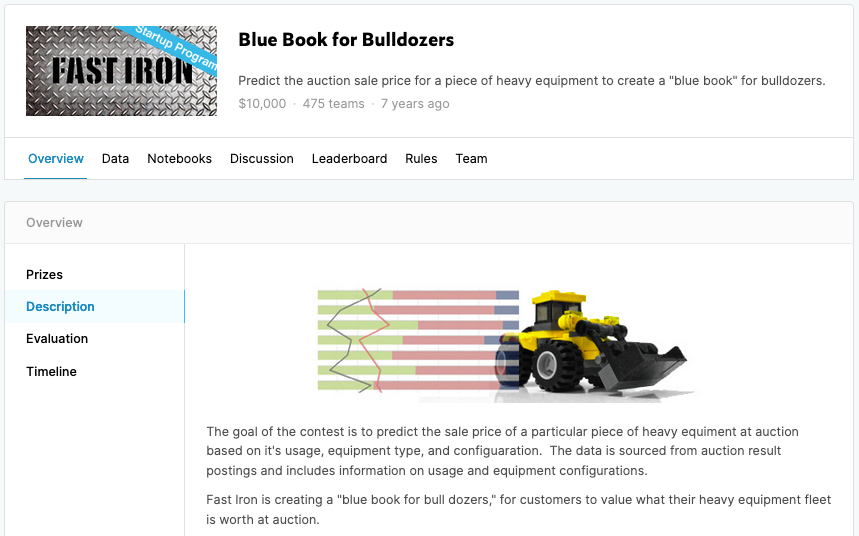 Startup Program
FAST IRON
Blue Book for Bulldozers
Predict the auction sale price for a piece of heavy equipment to create a "blue book" for bulldozers.
$10,000 · 475 teams · 7 years ago
Overview Data Notebooks Discussion Leaderboard Rules Team
Overview
Prizes
Description
Evaluation
Timeline
The goal of the contest is to predict the sale price of a particular piece of heavy equiment at auction
based on it's usage, equipment type, and configuaration.  The data is sourced from auction result
postings and includes information on usage and equipment configurations.
Fast Iron is creating a "blue book for bull dozers," for customers to value what their heavy equipment fleet
is worth at auction.